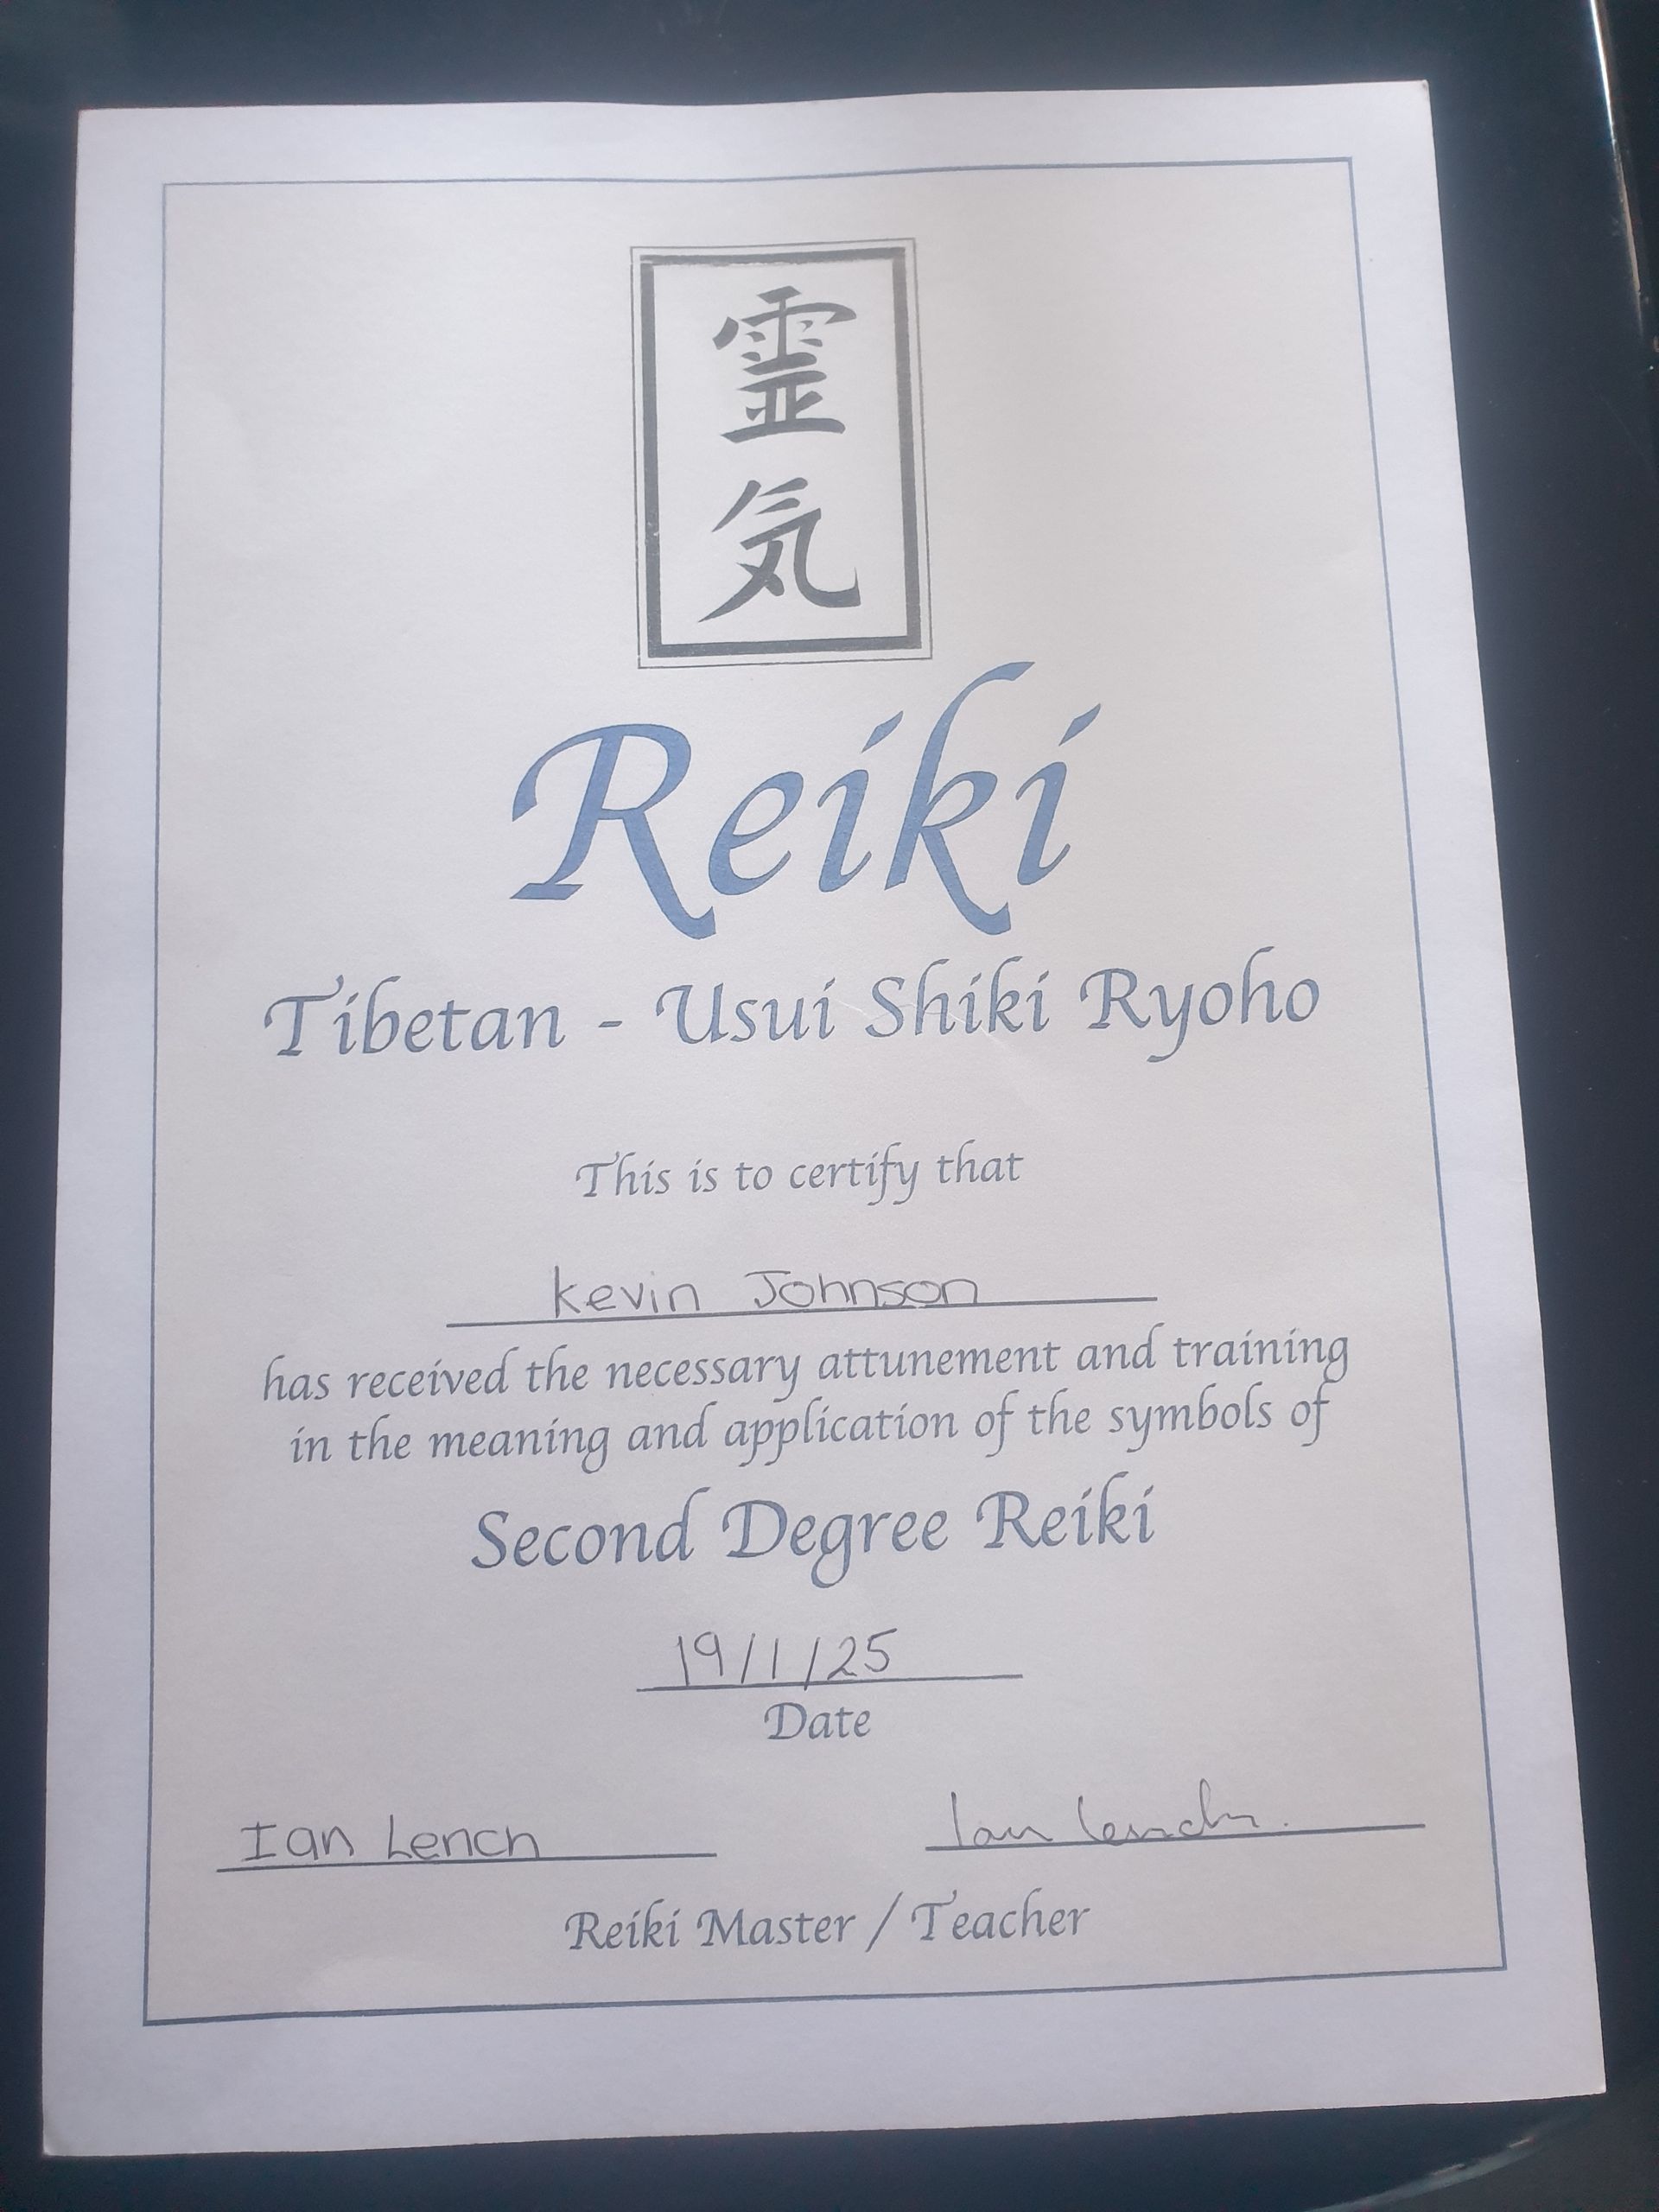 霊
気
Reiki
Tibetan - Usui Shiki Ryoho
This is to certify that
Kevin Johnson
has received the necessary attunement and training
in the meaning and application of the symbols of
Second Degree Reiki
19/1/25
Date
Ian Lench Ian Lench.
Reiki Master / Teacher